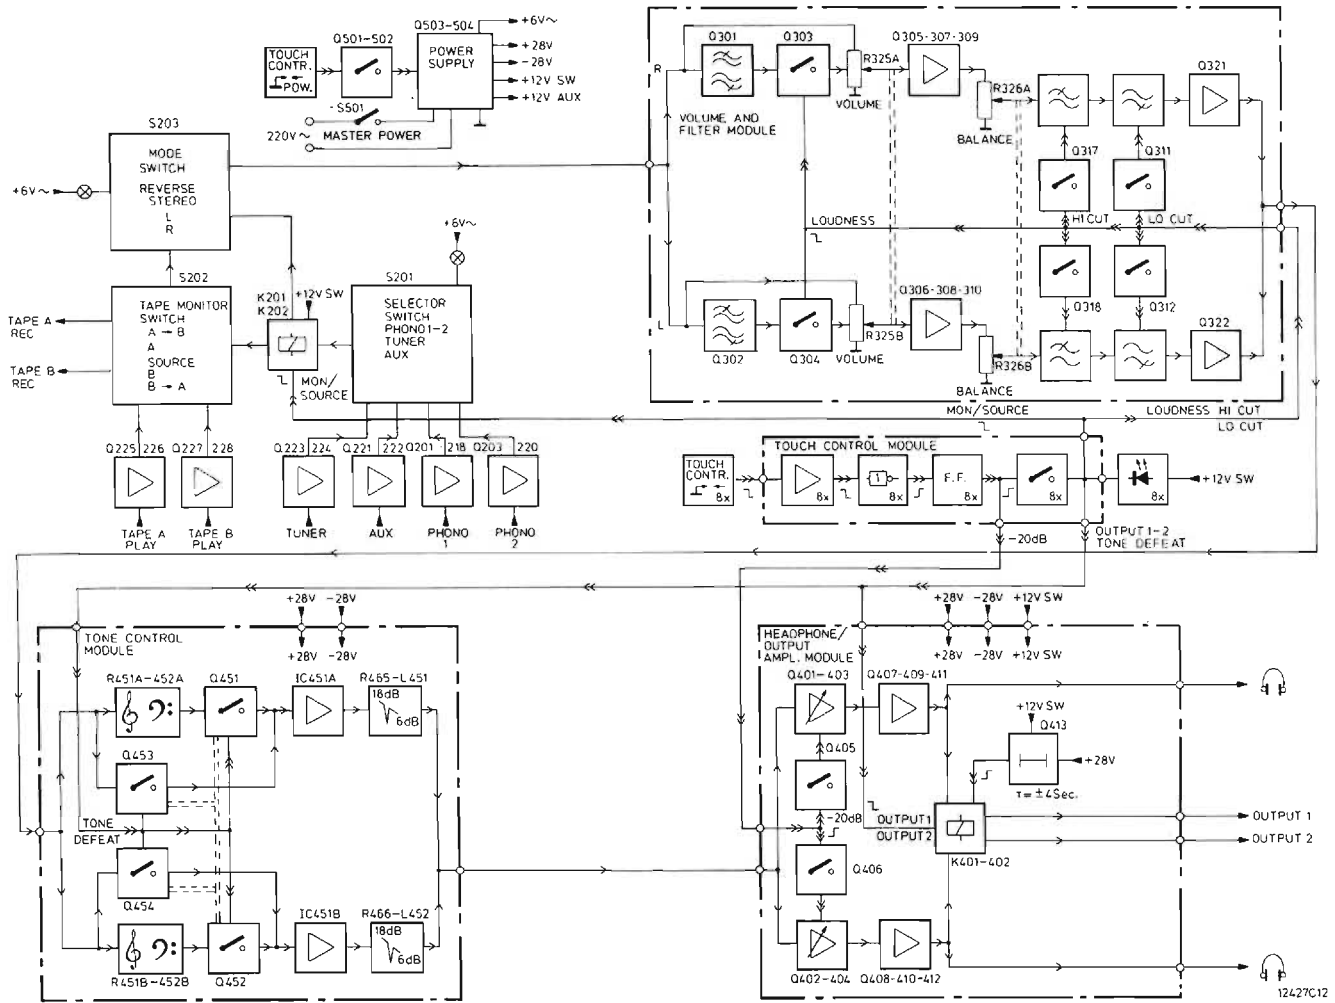 Q503-504
+6V~
Q501-502
TOUCH
CONTR.
POW.
POWER
SUPPLY
+28V
-28V
+12V SW
+12V AUX
S501
220V~
MASTER POWER
S203
MODE
SWITCH
REVERSE
STEREO
L
R
+6V~
S202
TAPE MONITOR
SWITCH
A → B
A
SOURCE
B
B → A
TAPE A
REC
TAPE B
REC
K201
K202
+12V SW
MON/
SOURCE
+6V~
S201
SELECTOR
SWITCH
PHONO1-2
TUNER
AUX
Q225 226
Q227 228
Q223 224
Q221 222
Q201 218
Q203 220
TAPE A
PLAY
TAPE B
PLAY
TUNER
AUX
PHONO
1
PHONO
2
R
Q301
Q303
R325A
VOLUME
Q305-307-309
R326A
BALANCE
Q321
VOLUME AND
FILTER MODULE
Q317
Q311
LOUDNESS
HI CUT
LO CUT
Q318
Q312
L
Q302
Q304
R325B
VOLUME
Q306-308-310
R326B
BALANCE
Q322
MON/SOURCE
LOUDNESS HI CUT
LO CUT
TOUCH CONTROL MODULE
TOUCH
CONTR.
8x
8x
1
8x
F.F.
8x
8x
8x
+12V SW
-20dB
OUTPUT 1-2
TONE DEFEAT
TONE CONTROL
MODULE
+28V
-28V
+28V
-28V
R451A-452A
Q451
IC451A
R465-L451
18dB
6dB
Q453
TONE
DEFEAT
Q454
IC451B
R466-L452
18dB
6dB
R451B-452B
Q452
HEADPHONE/
OUTPUT
AMPL. MODULE
+28V
-28V
+12V SW
+28V
-28V
+12V SW
Q401-403
Q407-409-411
Q405
-20dB
Q406
+12V SW
Q413
+28V
T=±4Sec.
OUTPUT 1
OUTPUT 2
K401-402
OUTPUT 1
OUTPUT 2
Q402-404
Q408-410-412
12427C12